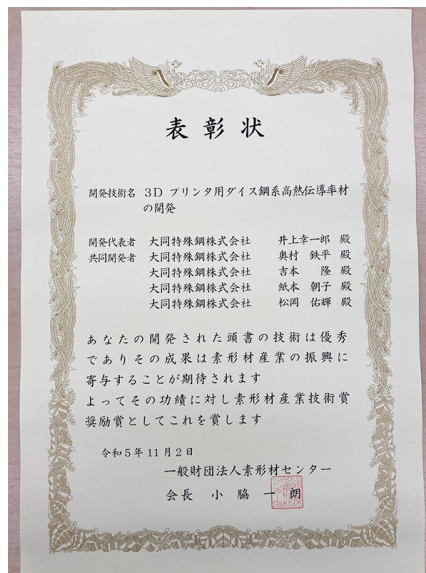 表彰状
開発技術名 3D プリンタ用ダイス鋼系高熱伝導率材
の開発
開発代表者 大同特殊鋼株式会社 井上幸一郎 殿
共同開発者 大同特殊鋼株式会社 奥村 鉄平 殿
大同特殊鋼株式会社 吉本 隆 殿
大同特殊鋼株式会社 紙本 朝子 殿
大同特殊鋼株式会社 松岡 佑輝 殿
あなたの開発された頭書の技術は優秀
でありその成果は素形材産業の振興に
寄与することが期待されます
よってその功績に対し素形材産業技術賞
奨励賞としてこれを賞します
令和5年11月2日
一般財団法人素形材センター
会長 小脇 一朗